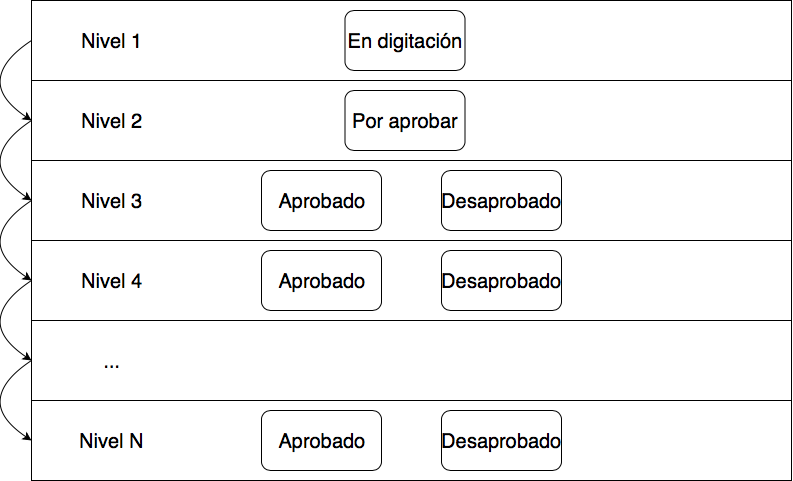 Nivel 1
En digitación
Nivel 2
Por aprobar
Nivel 3
Aprobado
Desaprobado
Nivel 4
Aprobado
Desaprobado
...
Nivel N
Aprobado
Desaprobado